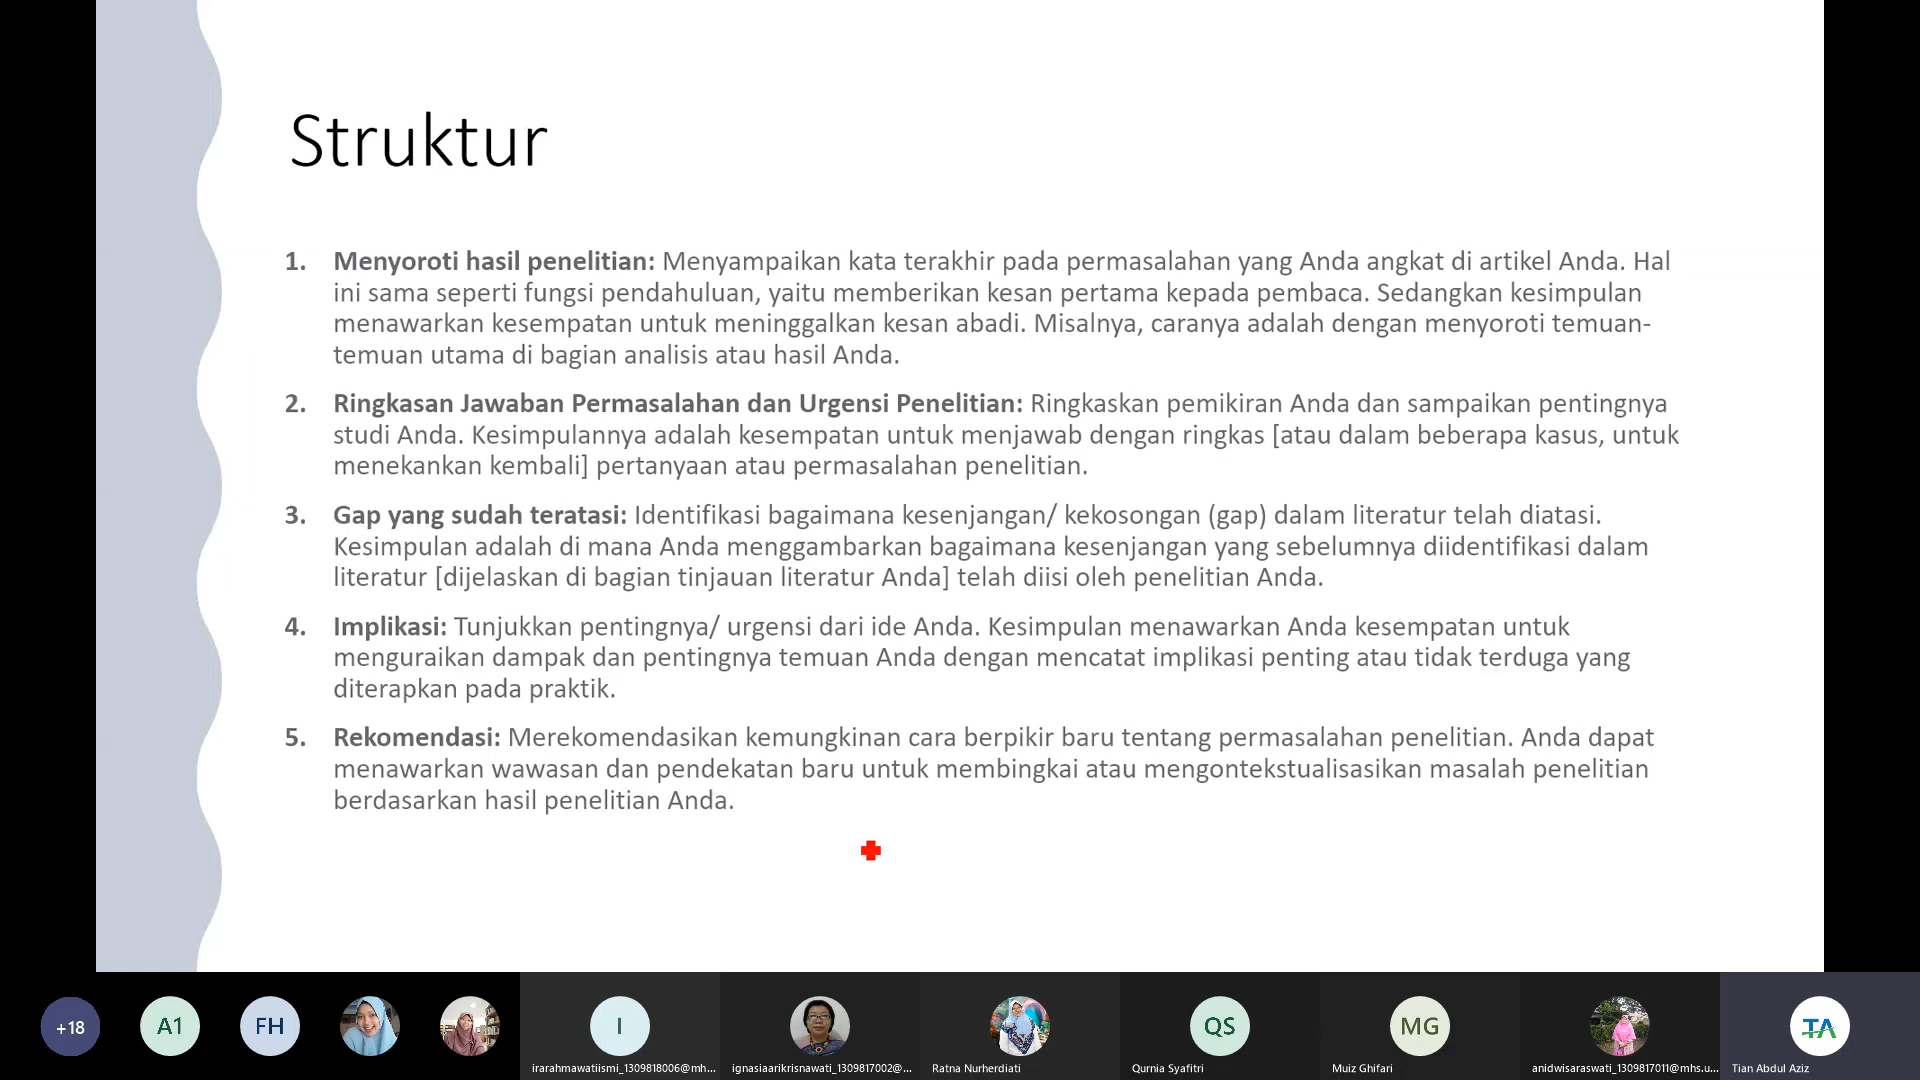 Struktur
1. Menyoroti hasil penelitian: Menyampaikan kata terakhir pada permasalahan yang Anda angkat di artikel Anda. Hal
ini sama seperti fungsi pendahuluan, yaitu memberikan kesan pertama kepada pembaca. Sedangkan kesimpulan
menawarkan kesempatan untuk meninggalkan kesan abadi. Misalnya, caranya adalah dengan menyoroti temuan-
temuan utama di bagian analisis atau hasil Anda.
2. Ringkasan Jawaban Permasalahan dan Urgensi Penelitian: Ringkaskan pemikiran Anda dan sampaikan pentingnya
studi Anda. Kesimpulannya adalah kesempatan untuk menjawab dengan ringkas [atau dalam beberapa kasus, untuk
menekankan kembali] pertanyaan atau permasalahan penelitian.
3. Gap yang sudah teratasi: Identifikasi bagaimana kesenjangan/ kekosongan (gap) dalam literatur telah diatasi.
Kesimpulan adalah di mana Anda menggambarkan bagaimana kesenjangan yang sebelumnya diidentifikasi dalam
literatur [dijelaskan di bagian tinjauan literatur Anda] telah diisi oleh penelitian Anda.
4. Implikasi: Tunjukkan pentingnya/ urgensi dari ide Anda. Kesimpulan menawarkan Anda kesempatan untuk
menguraikan dampak dan pentingnya temuan Anda dengan mencatat implikasi penting atau tidak terduga yang
diterapkan pada praktik.
5. Rekomendasi: Merekomendasikan kemungkinan cara berpikir baru tentang permasalahan penelitian. Anda dapat
menawarkan wawasan dan pendekatan baru untuk membingkai atau mengontekstualisasikan masalah penelitian
berdasarkan hasil penelitian Anda.
+18 A1 FH I QS MG TA
irarahmawatiismi_1309818006@mh... ignasiaarikrisnawati_1309817002@... Ratna Nurherdiati Qurnia Syafitri Muiz Ghifari anidwisaraswati_1309817011@mhs.u... Tian Abdul Aziz